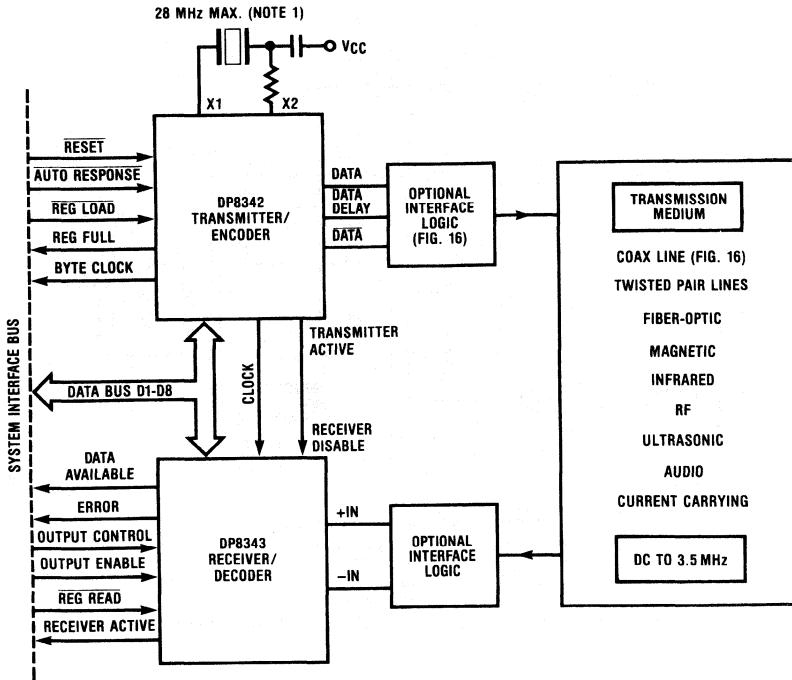 28 MHz MAX. (NOTE 1)
VCC
X1
X2
RESET
AUTO RESPONSE
REG LOAD
REG FULL
BYTE CLOCK
DP8342
TRANSMITTER/
ENCODER
DATA
DATA
DELAY
DATA
OPTIONAL
INTERFACE
LOGIC
(FIG. 16)
TRANSMISSION
MEDIUM
COAX LINE (FIG. 16)
TWISTED PAIR LINES
FIBER-OPTIC
MAGNETIC
INFRARED
RF
ULTRASONIC
AUDIO
CURRENT CARRYING
DC TO 3.5 MHz
SYSTEM INTERFACE BUS
DATA BUS D1-D8
CLOCK
TRANSMITTER
ACTIVE
RECEIVER
DISABLE
DATA
AVAILABLE
ERROR
OUTPUT CONTROL
OUTPUT ENABLE
REG READ
RECEIVER ACTIVE
DP8343
RECEIVER/
DECODER
+IN
−IN
OPTIONAL
INTERFACE
LOGIC